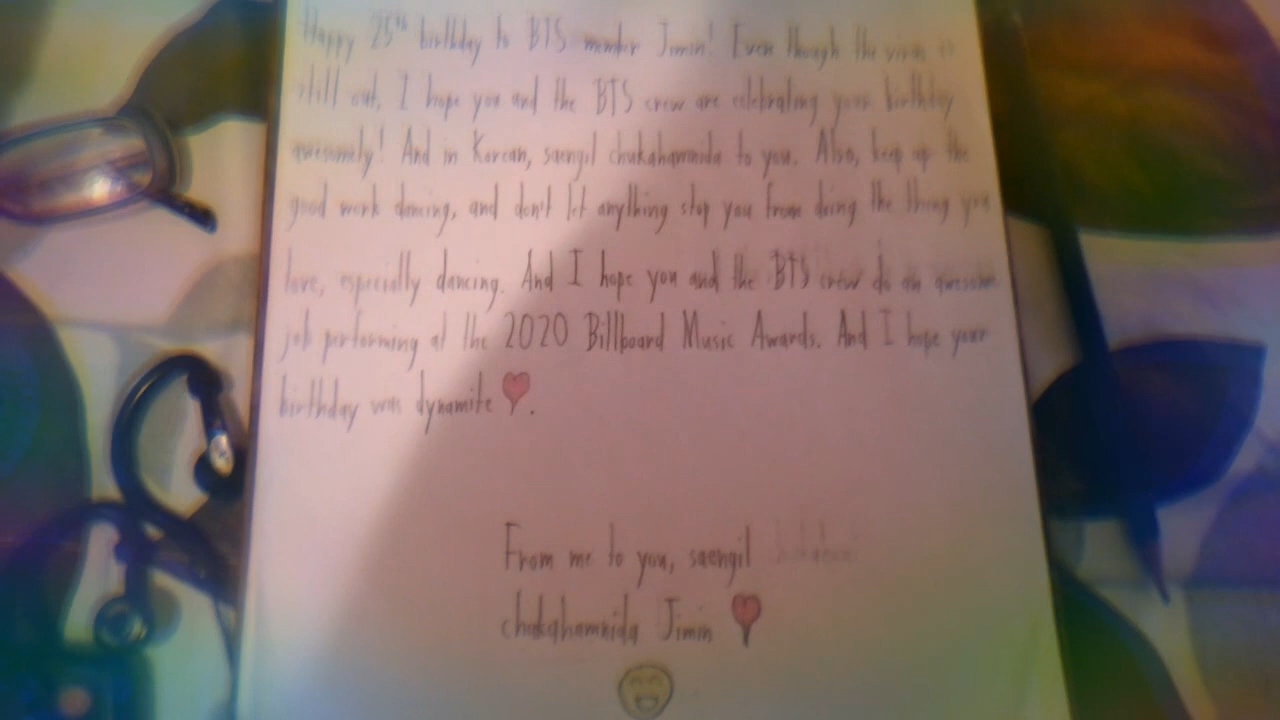 Happy 25th birthday to BTS member Jimin! Even though the virus is
still out, I hope you and the BTS crew are celebrating your birthday
awesomely! And in Korean, saengil chukahamnida to you. Also, keep up the
good work dancing, and don't let anything stop you from doing the thing you
love, especially dancing. And I hope you and the BTS crew do an awesome
job performing at the 2020 Billboard Music Awards. And I hope your
birthday was dynamite
From me to you, saengil
chukahamnida Jimin